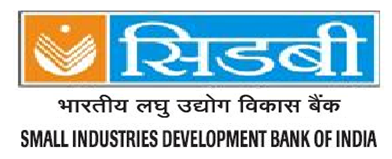 सिडबी
भारतीय लघु उद्योग विकास बैंक
SMALL INDUSTRIES DEVELOPMENT BANK OF INDIA